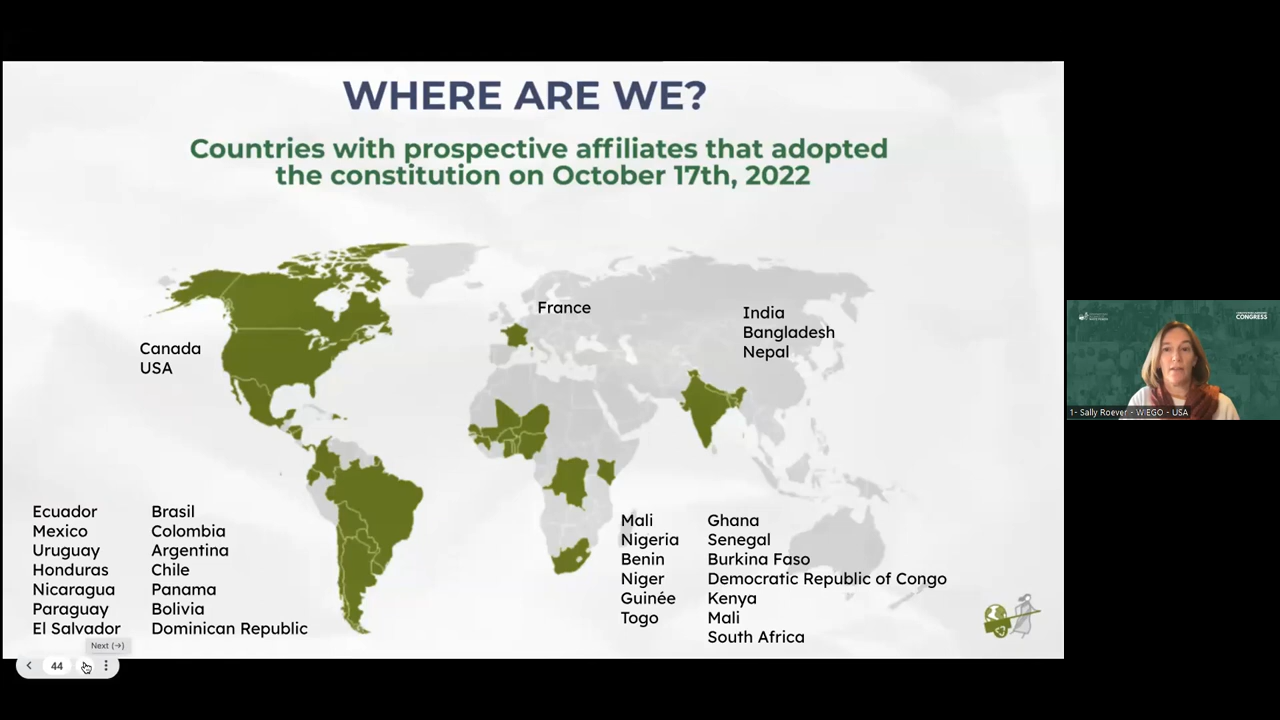 WHERE ARE WE?
Countries with prospective affiliates that adopted
the constitution on October 17th, 2022
France
India
Bangladesh
Nepal
Canada
USA
Ecuador
Mexico
Uruguay
Honduras
Nicaragua
Paraguay
El Salvador
Brasil
Colombia
Argentina
Chile
Panama
Bolivia
Dominican Republic
Mali
Nigeria
Benin
Niger
Guinée
Togo
Ghana
Senegal
Burkina Faso
Democratic Republic of Congo
Kenya
Mali
South Africa
Next (→)
44
CONGRESS
1- Sally Roever - WIEGO - USA